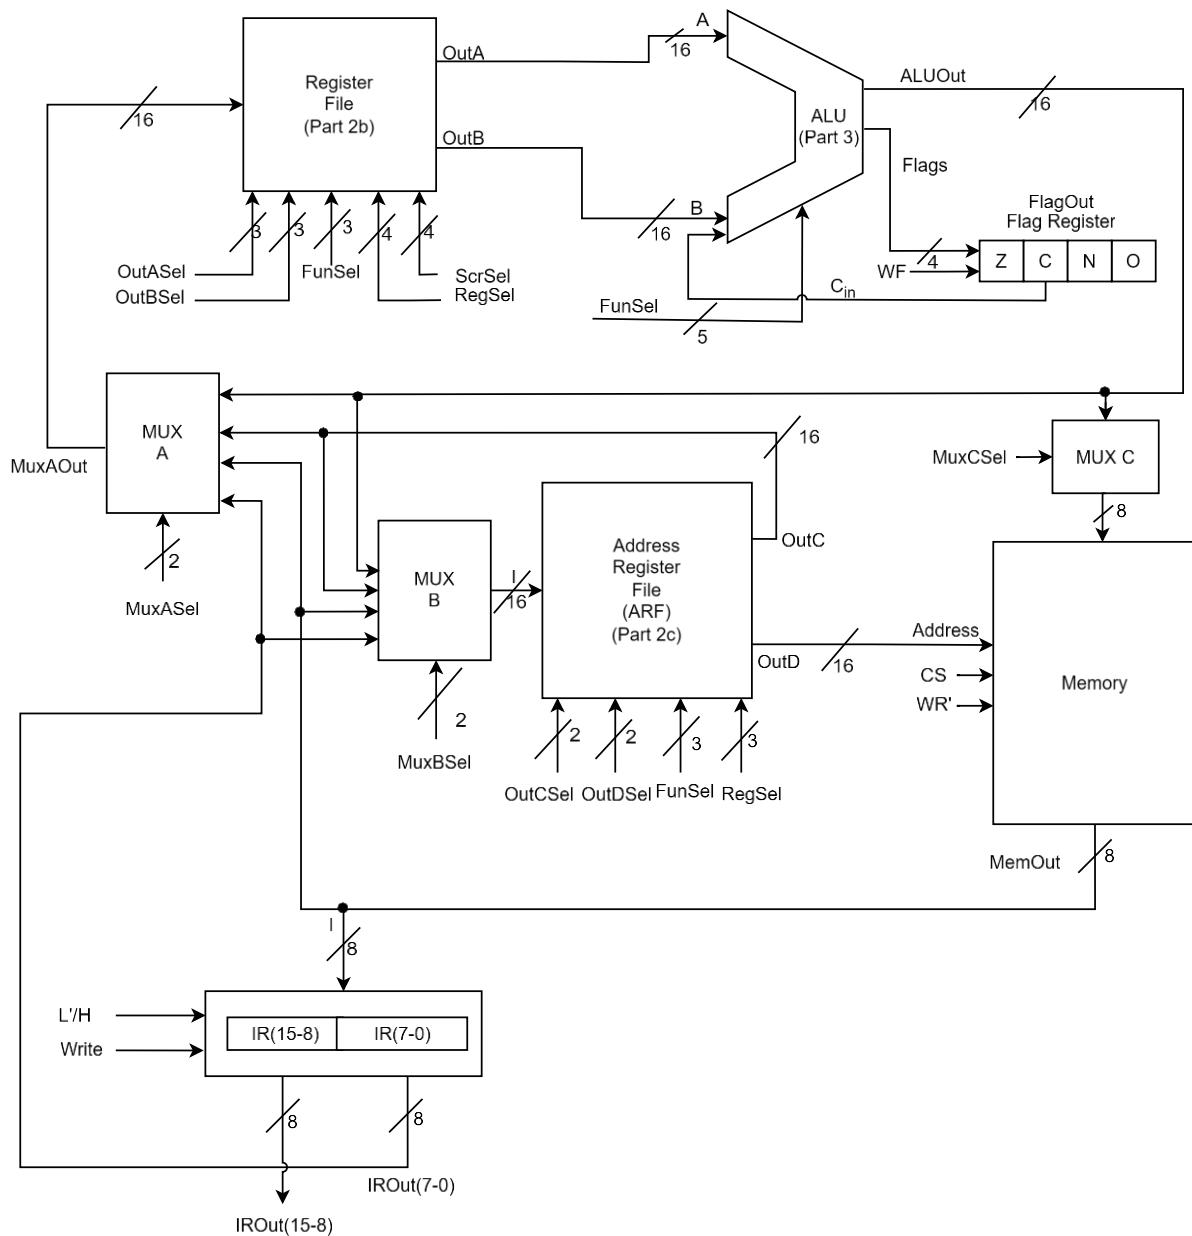 A
16
OutA
Register
File
(Part 2b)
ALUOut
16
16
ALU
(Part 3)
OutB
Flags
B
16
FlagOut
Flag Register
Z C N O
3
3
3
4
4
4
WF
OutASel
FunSel
ScrSel
OutBSel
RegSel
Cin
FunSel
5
MUX
A
16
MuxAOut
MuxCSel
MUX C
8
2
MuxASel
MUX
B
I
16
Address
Register
File
(ARF)
(Part 2c)
OutC
Address
OutD
16
CS
WR'
Memory
2
MuxBSel
2
2
3
3
OutCSel
OutDSel
FunSel
RegSel
MemOut
8
I
8
L'/H
Write
IR(15-8)
IR(7-0)
8
8
IROut(7-0)
IROut(15-8)